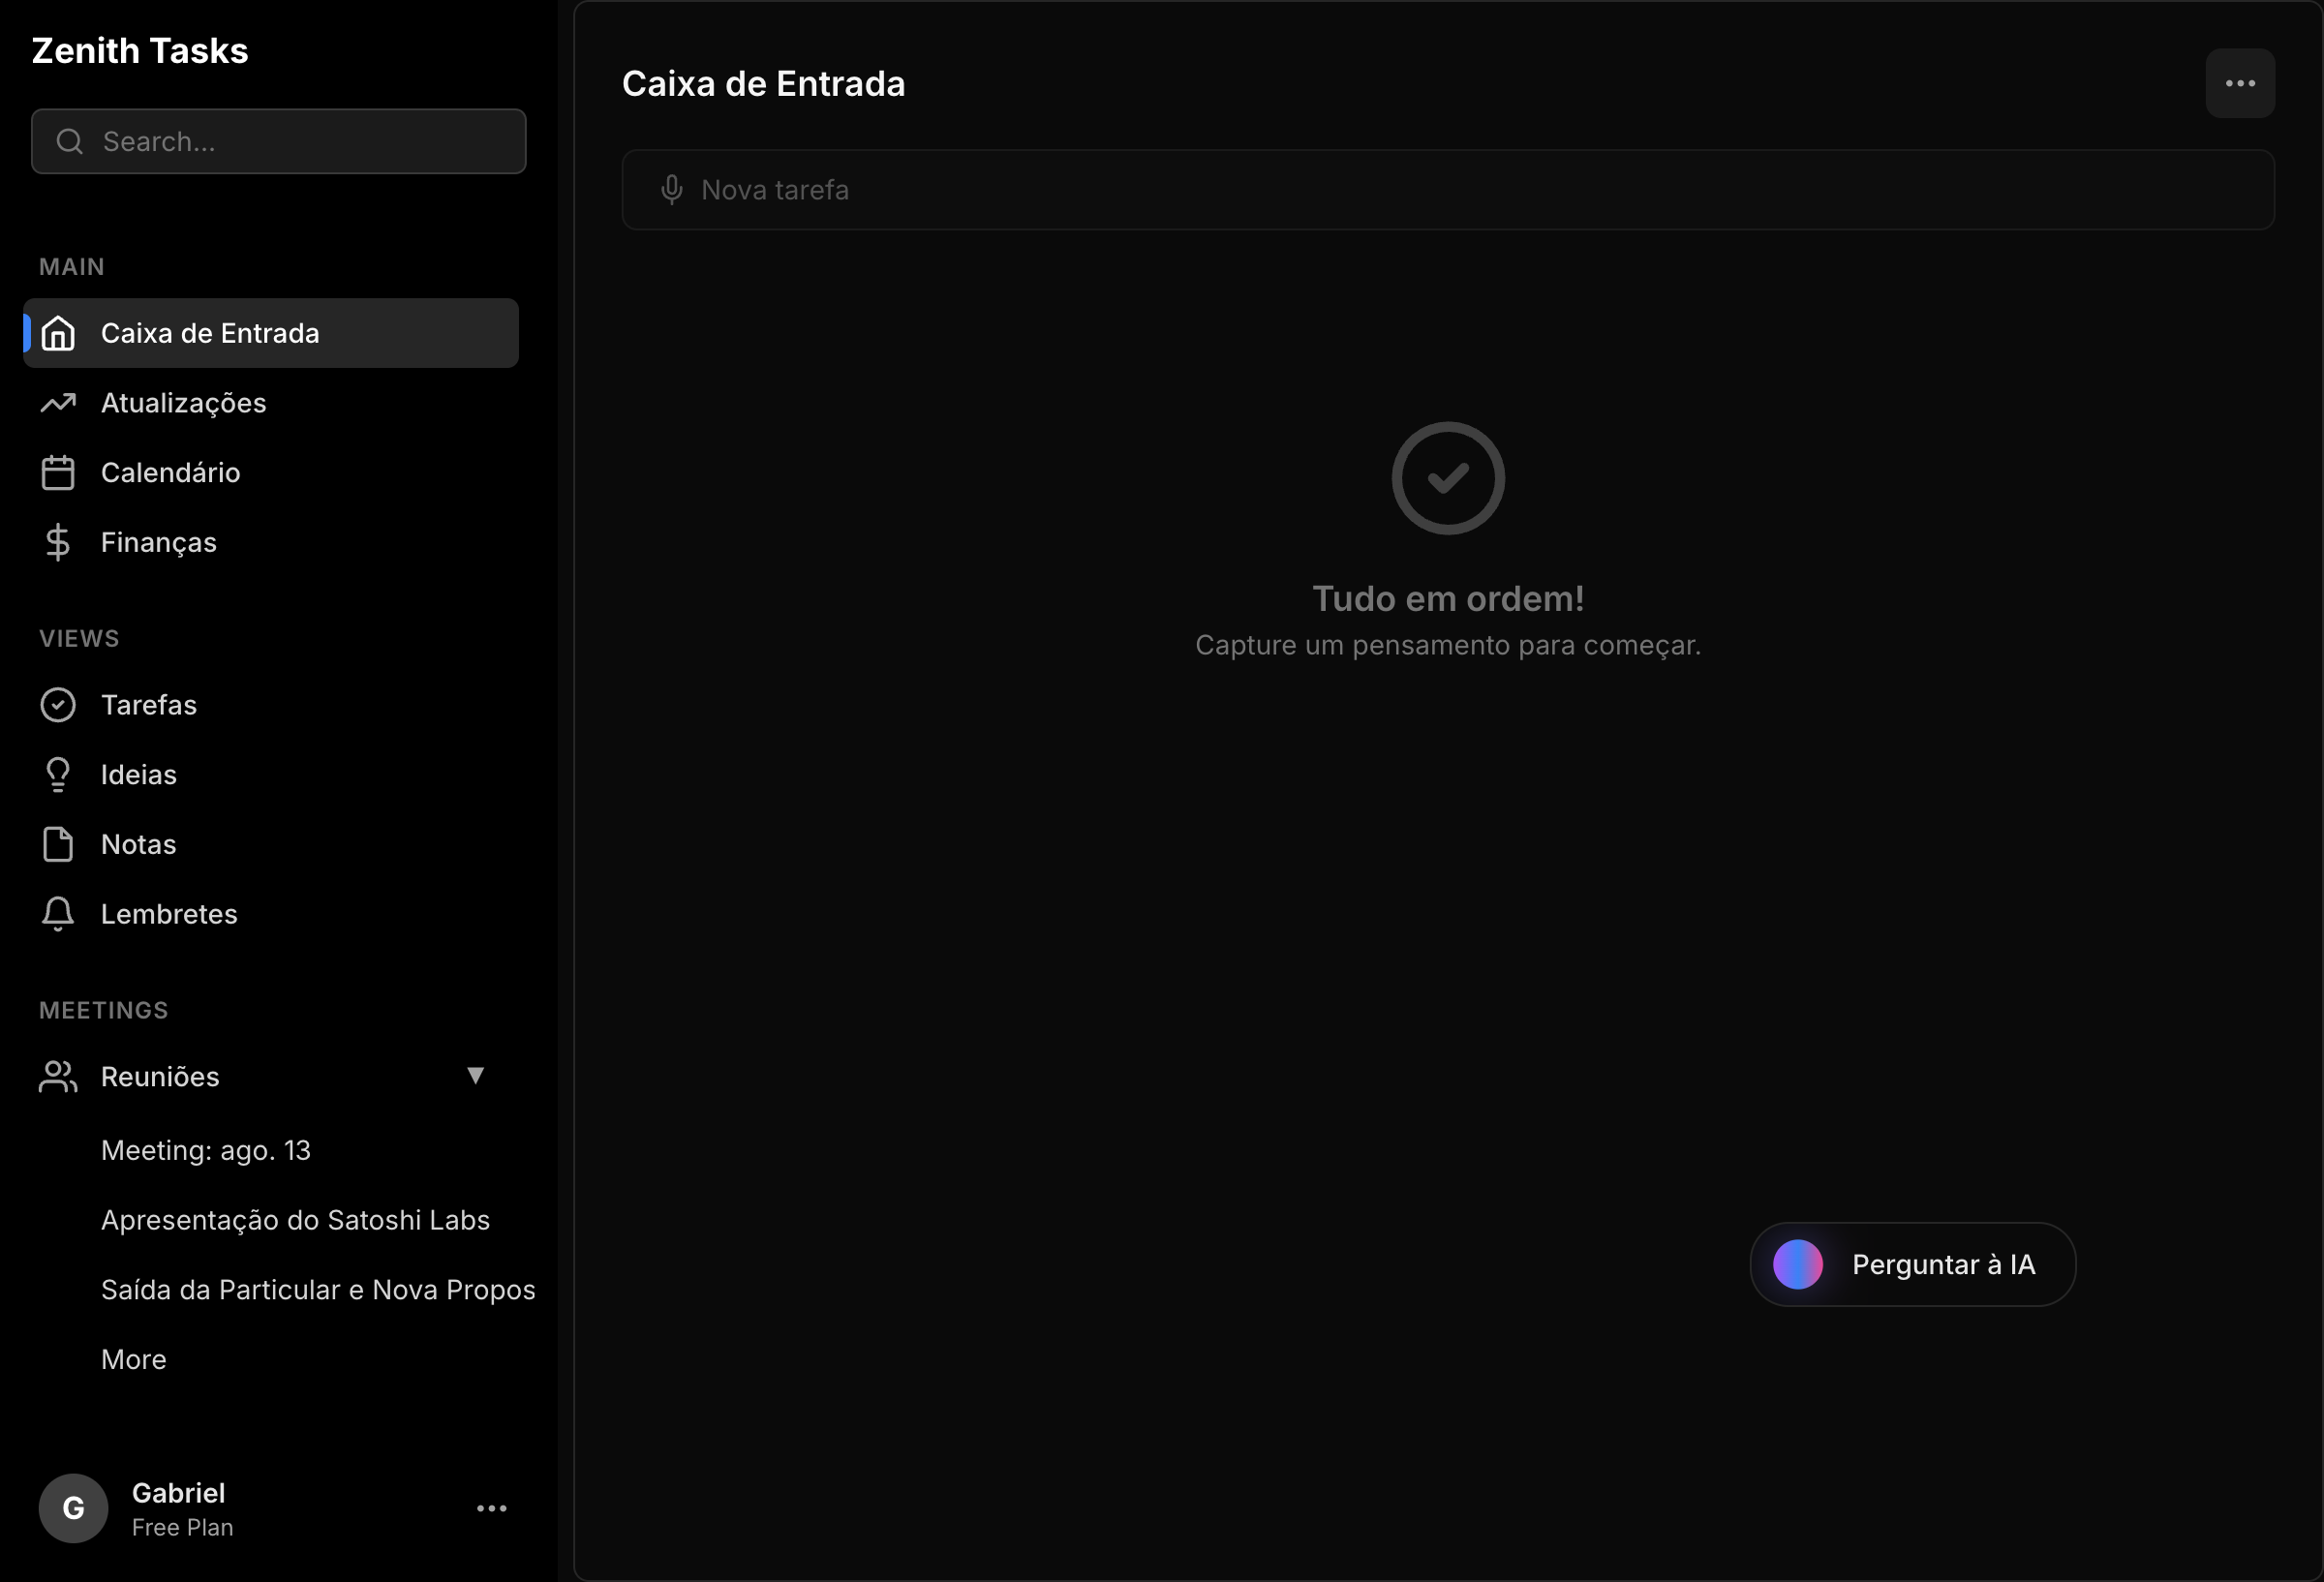 Zenith Tasks
Search...
MAIN
Caixa de Entrada
Atualizações
Calendário
Finanças
VIEWS
Tarefas
Ideias
Notas
Lembretes
MEETINGS
Reuniões
Meeting: ago. 13
Apresentação do Satoshi Labs
Saída da Particular e Nova Propos
More
G
Gabriel
Free Plan
Caixa de Entrada
Nova tarefa
Tudo em ordem!
Capture um pensamento para começar.
Perguntar à IA